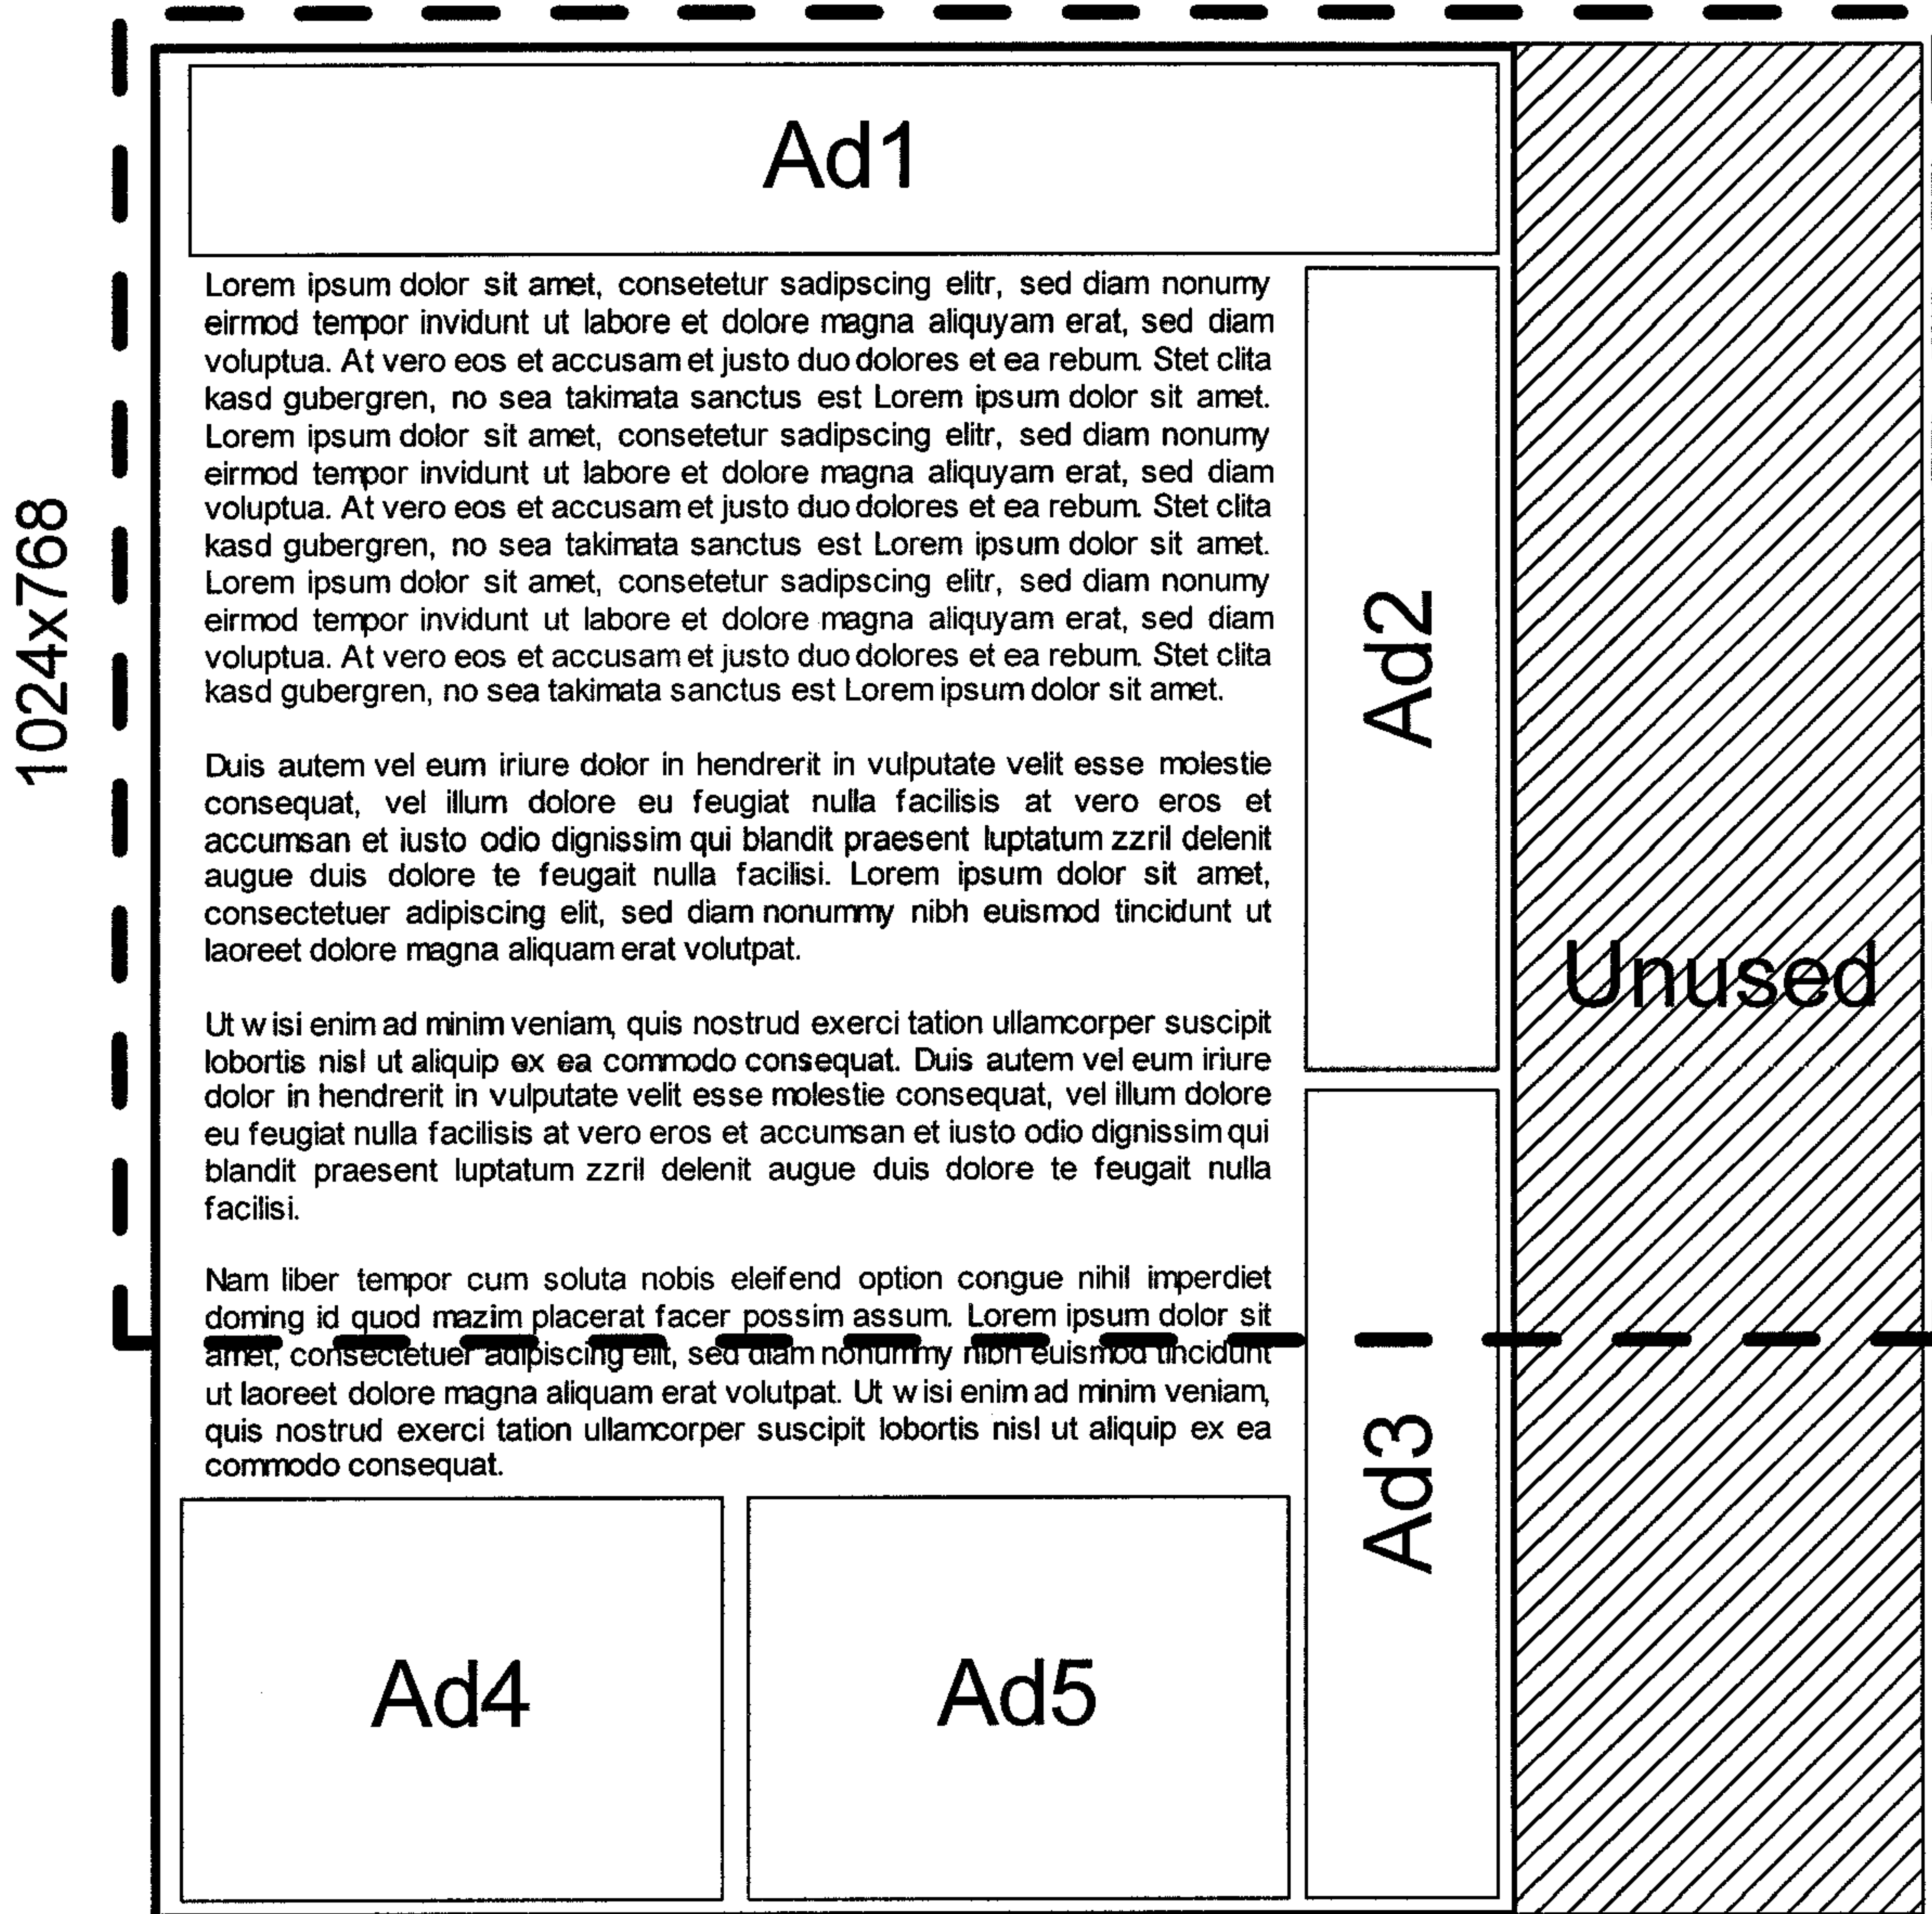 1024x768
Ad1
Lorem ipsum dolor sit amet, consetetur sadipscing elitr, sed diam nonumy
eirmod tempor invidunt ut labore et dolore magna aliquyam erat, sed diam
voluptua. At vero eos et accusam et justo duo dolores et ea rebum. Stet clita
kasd gubergren, no sea takimata sanctus est Lorem ipsum dolor sit amet.
Lorem ipsum dolor sit amet, consetetur sadipscing elitr, sed diam nonumy
eirmod tempor invidunt ut labore et dolore magna aliquyam erat, sed diam
voluptua. At vero eos et accusam et justo duo dolores et ea rebum. Stet clita
kasd gubergren, no sea takimata sanctus est Lorem ipsum dolor sit amet.
Lorem ipsum dolor sit amet, consetetur sadipscing elitr, sed diam nonumy
eirmod tempor invidunt ut labore et dolore magna aliquyam erat, sed diam
voluptua. At vero eos et accusam et justo duo dolores et ea rebum. Stet clita
kasd gubergren, no sea takimata sanctus est Lorem ipsum dolor sit amet.
Duis autem vel eum iriure dolor in hendrerit in vulputate velit esse molestie
consequat, vel illum dolore eu feugiat nulla facilisis at vero eros et
accumsan et iusto odio dignissim qui blandit praesent luptatum zzril delenit
augue duis dolore te feugait nulla facilisi. Lorem ipsum dolor sit amet,
consectetuer adipiscing elit, sed diam nonummy nibh euismod tincidunt ut
laoreet dolore magna aliquam erat volutpat.
Ut wisi enim ad minim veniam, quis nostrud exerci tation ullamcorper suscipit
lobortis nisl ut aliquip ex ea commodo consequat. Duis autem vel eum iriure
dolor in hendrerit in vulputate velit esse molestie consequat, vel illum dolore
eu feugiat nulla facilisis at vero eros et accumsan et iusto odio dignissim qui
blandit praesent luptatum zzril delenit augue duis dolore te feugait nulla
facilisi.
Nam liber tempor cum soluta nobis eleifend option congue nihil imperdiet
doming id quod mazim placerat facer possim assum. Lorem ipsum dolor sit
amet, consectetuer adipiscing elit, sed diam nonummy nibh euismod tincidunt
ut laoreet dolore magna aliquam erat volutpat. Ut wisi enim ad minim veniam,
quis nostrud exerci tation ullamcorper suscipit lobortis nisl ut aliquip ex ea
commodo consequat.
Ad2
Unused
Ad3
Ad4
Ad5